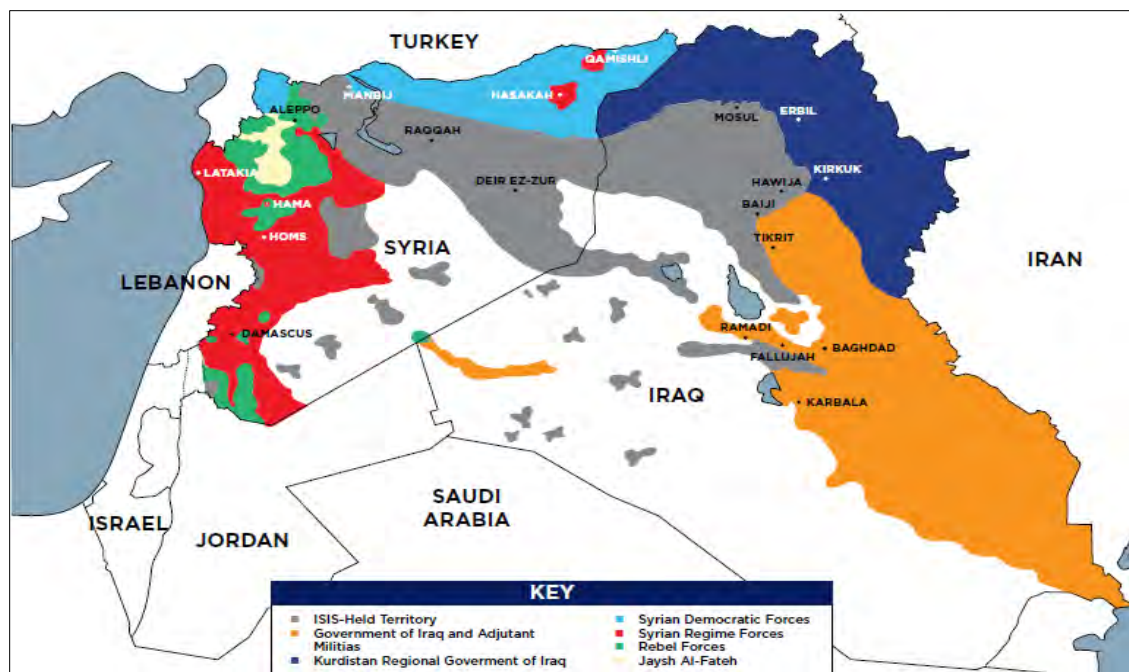 TURKEY
QAMISHLI
MANBIJ
HASAKAH
ALEPPO
MOSUL
ERBIL
RAQQAH
LATAKIA
KIRKUK
DEIR EZ-ZUR
HAWIJA
HAMA
BAIJI
HOMS
TIKRIT
SYRIA
IRAN
LEBANON
DAMASCUS
RAMADI
FALLUJAH
BAGHDAD
IRAQ
KARBALA
SAUDI
ARABIA
ISRAEL
JORDAN
KEY
ISIS-Held Territory
Government of Iraq and Adjutant
Militias
Kurdistan Regional Goverment of Iraq
Syrian Democratic Forces
Syrian Regime Forces
Rebel Forces
Jaysh Al-Fateh